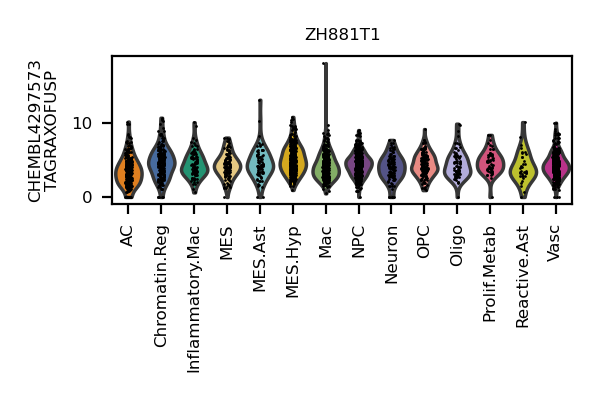 ZH881T1
CHEMBL4297573
TAGRAXOFUSP
10
0
AC
Chromatin.Reg
Inflammatory.Mac
MES
MES.Ast
MES.Hyp
Mac
NPC
Neuron
OPC
Oligo
Prolif.Metab
Reactive.Ast
Vasc